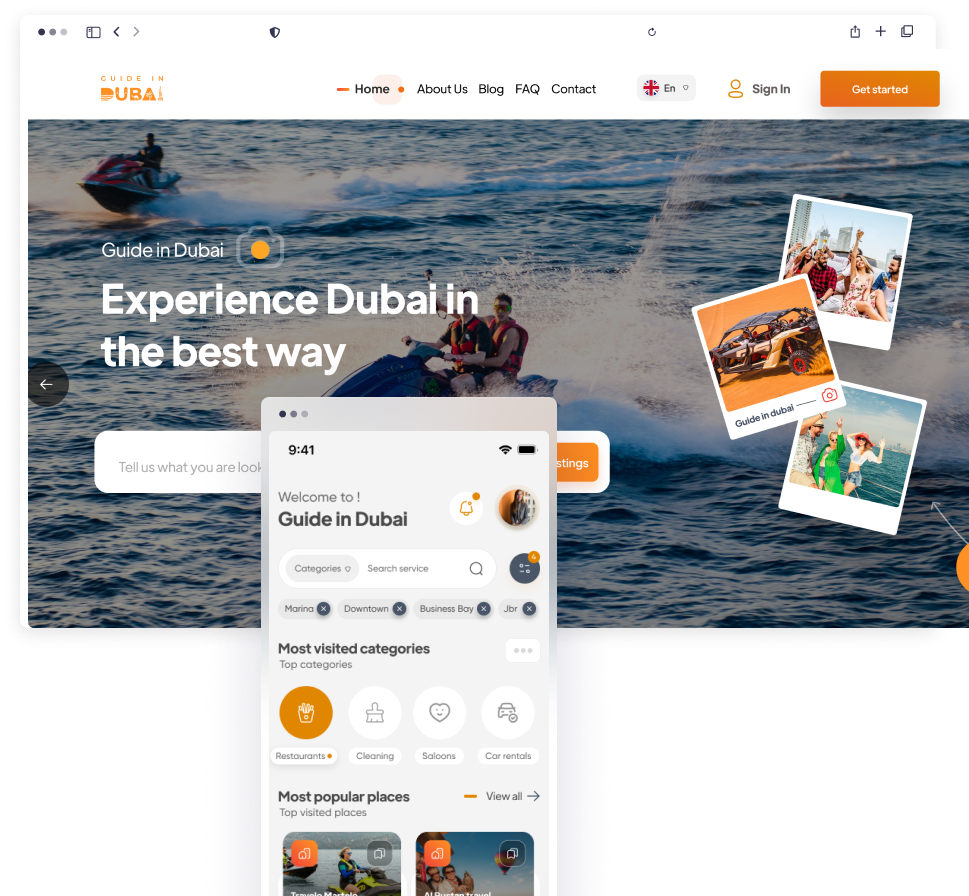 GUIDE IN
DUBAI
Home
About Us
Blog
FAQ
Contact
En
Sign In
Get started
Guide in Dubai
Experience Dubai in
the best way
Guide in dubai
Tell us what you are look
stings
9:41
Welcome to !
Guide in Dubai
4
Categories
Search service
Marina
Downtown
Business Bay
Jbr
Most visited categories
Top categories
Restaurants
Cleaning
Saloons
Car rentals
Most popular places
View all
Top visited places